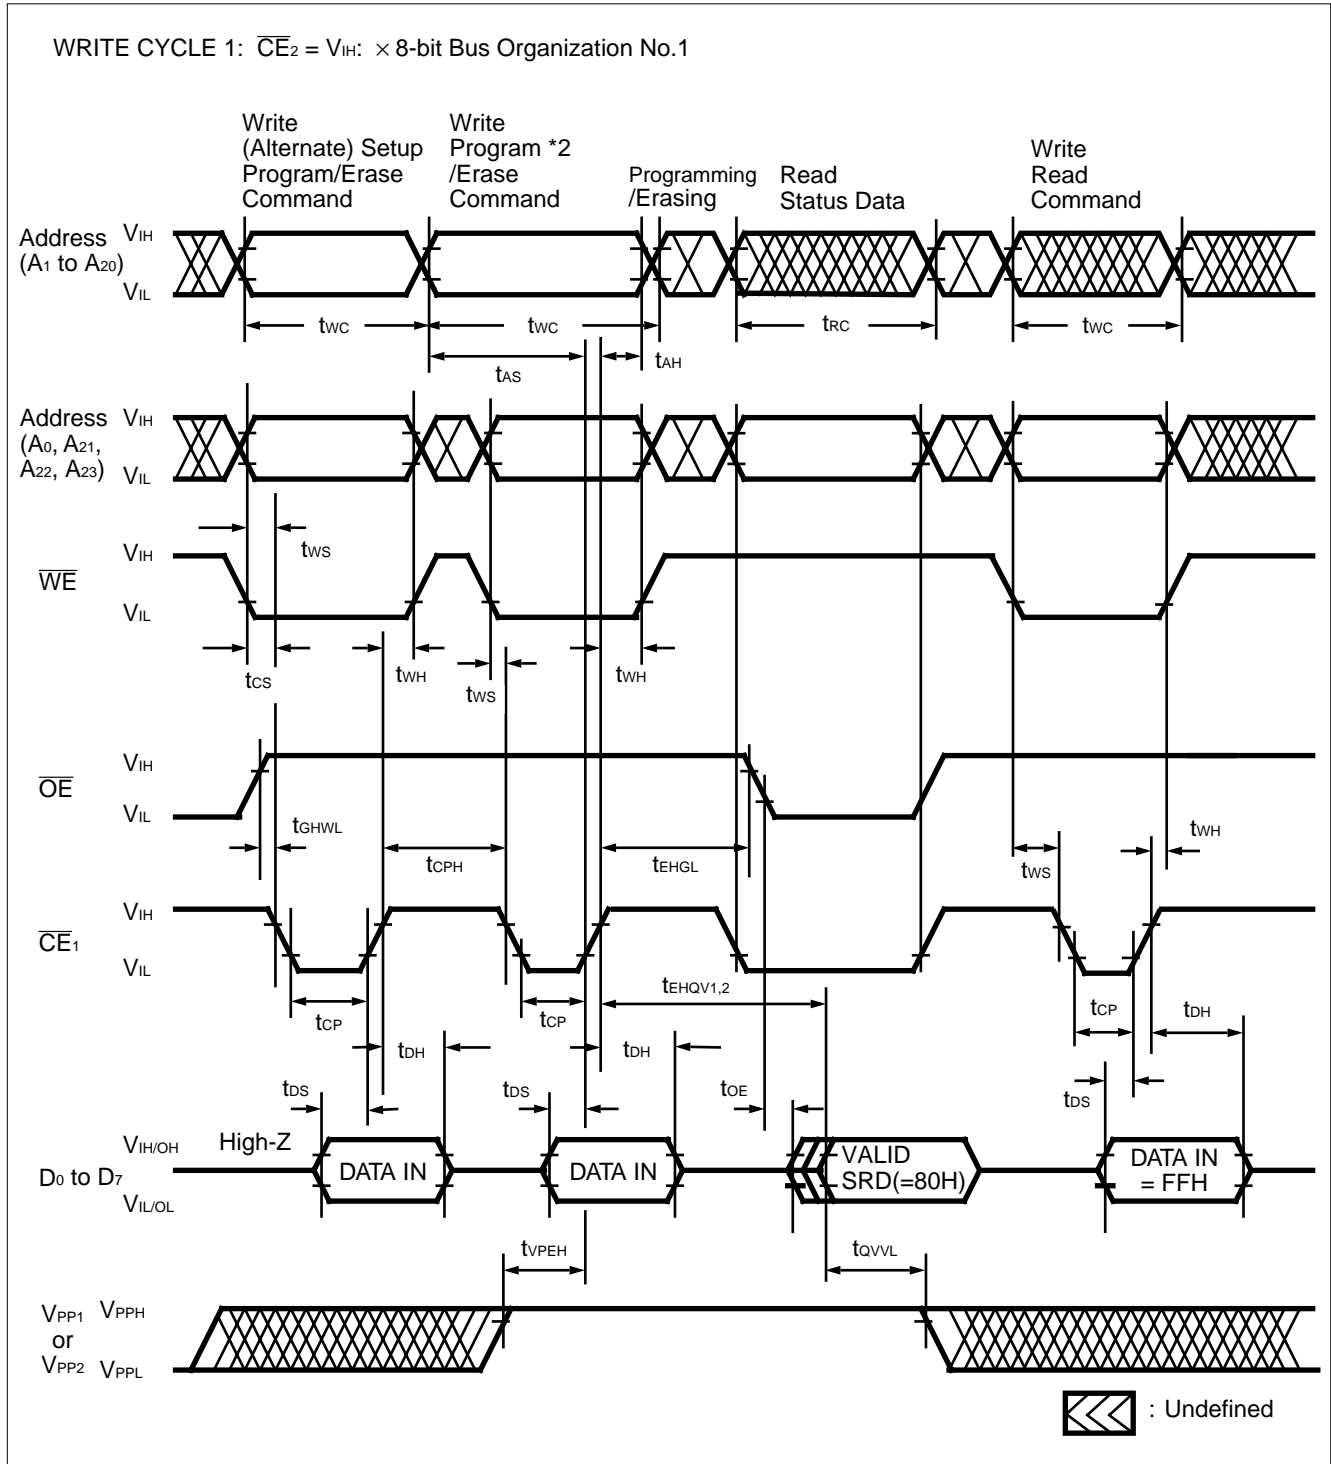 WRITE CYCLE 1: CE2 = VIH: × 8-bit Bus Organization No.1
Write
(Alternate) Setup
Program/Erase
Command
Write
Program *2
/Erase
Command
Programming
/Erasing
Read
Status Data
Write
Read
Command
Address
(A1 to A20)
VIH
VIL
tWC
tWC
tRC
tWC
tAS
tAH
Address
(A0, A21,
A22, A23)
VIH
VIL
tWS
WE
VIH
VIL
tCS
tWH
tWS
tWH
OE
VIH
VIL
tGHWL
tCPH
tEHGL
tWS
tWH
CE1
VIH
VIL
tCP
tCP
tEHQV1,2
tCP
tDH
tDH
tDH
tDS
tDS
tOE
tDS
D0 to D7
VIH/OH
VIL/OL
High-Z
DATA IN
DATA IN
VALID
SRD(=80H)
DATA IN
= FFH
tVPEH
tQVVL
VPP1
or
VPP2
VPPH
VPPL
: Undefined